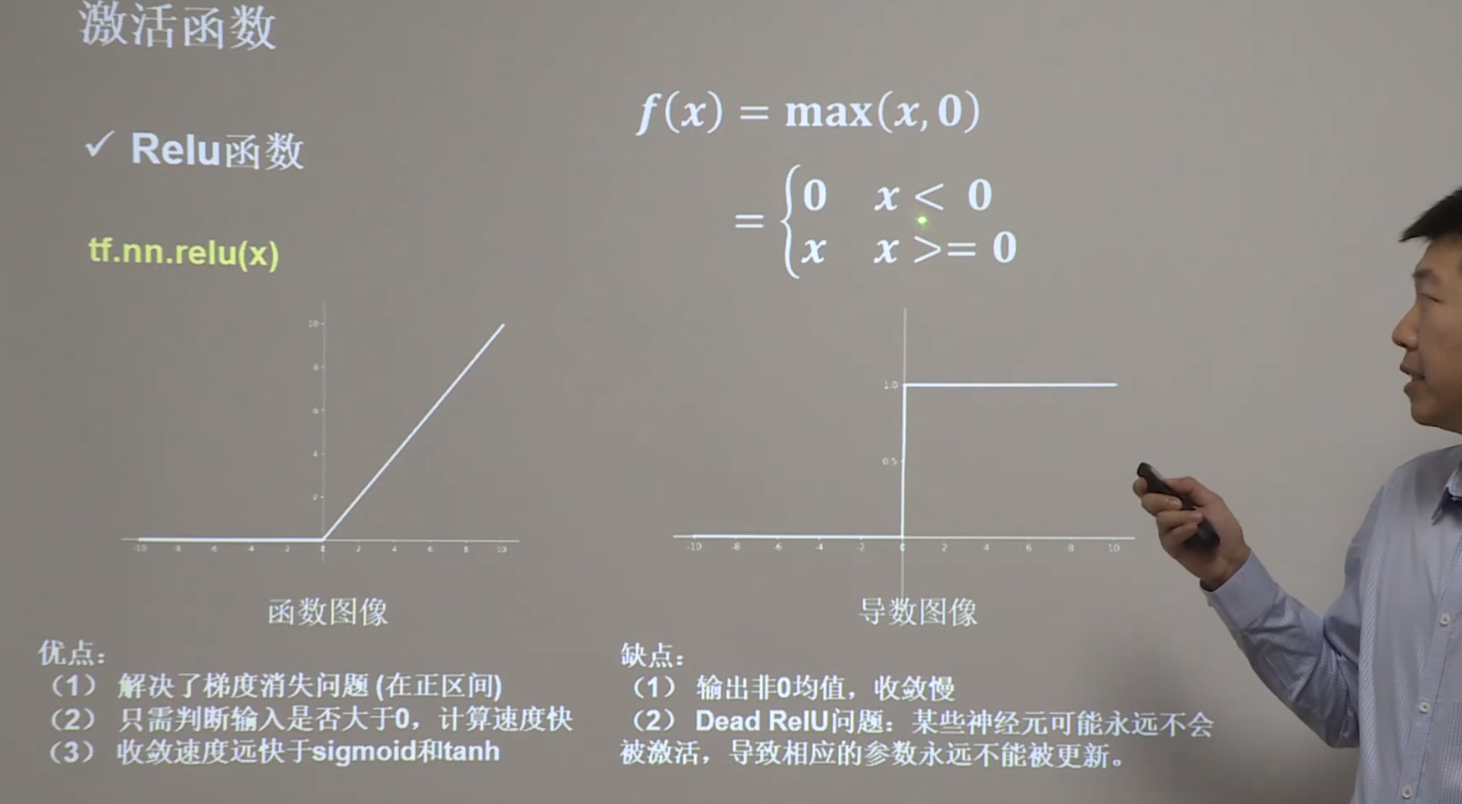 激活函数
✓ Relu函数
tf.nn.relu(x)
f(x) = max(x, 0)
= { 0 x < 0
x x >= 0
10
8
6
4
2
-10 -8 -6 -4 -2 0 2 4 6 8 10
函数图像
1.0
0.5
-10 -8 -6 -4 -2 0 2 4 6 8 10
导数图像
优点：
（1） 解决了梯度消失问题 (在正区间)
（2） 只需判断输入是否大于0，计算速度快
（3） 收敛速度远快于sigmoid和tanh
缺点：
（1） 输出非0均值，收敛慢
（2） Dead RelU问题：某些神经元可能永远不会
被激活，导致相应的参数永远不能被更新。